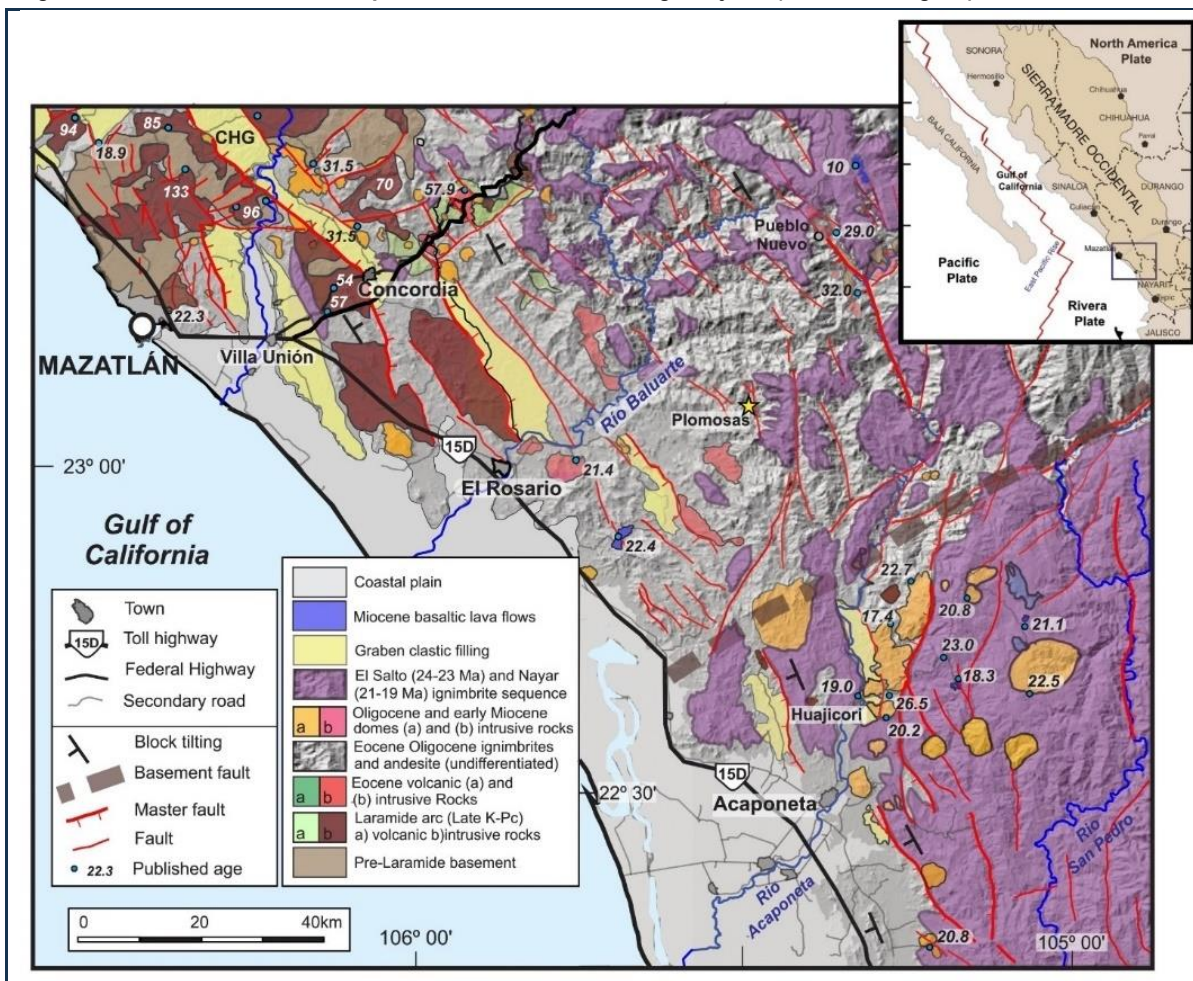 North America
Plate
SONORA
Hermosillo
Chihuahua
CHIHUAHUA
Parral
SIERRA MADRE OCCIDENTAL
BAJA CALIFORNIA
Gulf of
California
SINALOA
Culiacán
DURANGO
Durango
Mazatlán
NAYARIT
Tepic
JALISCO
Pacific
Plate
East Pacific Rise
Rivera
Plate
94
85
CHG
18.9
31.5
70
133
96
57.9
10
Pueblo
Nuevo
29.0
31.5
54
Concordia
32.0
57
22.3
MAZATLÁN
Villa Unión
Río Baluarte
Plomosas
15D
23º 00'
El Rosario
21.4
Gulf of
California
22.4
22.7
20.8
17.4
21.1
23.0
18.3
22.5
19.0
26.5
Huajicori
20.2
15D
22º 30'
Acaponeta
Río
San Pedro
Río
Acaponeta
20.8
106º 00'
105º 00'
Town
15D Toll highway
Federal Highway
Secondary road
Block tilting
Basement fault
Master fault
Fault
22.3 Published age
0 20 40km
Coastal plain
Miocene basaltic lava flows
Graben clastic filling
El Salto (24-23 Ma) and Nayar
(21-19 Ma) ignimbrite sequence
a b Oligocene and early Miocene
domes (a) and (b) intrusive rocks
Eocene Oligocene ignimbrites
and andesite (undifferentiated)
a b Eocene volcanic (a) and
(b) intrusive Rocks
a b Laramide arc (Late K-Pc)
a) volcanic b)intrusive rocks
Pre-Laramide basement